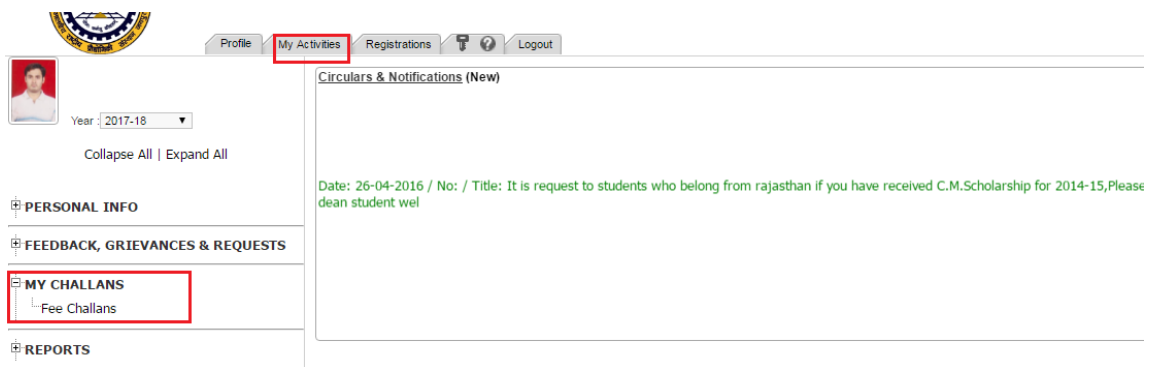 Profile
My Activities
Registrations
Logout
Year : 2017-18
Collapse All | Expand All
PERSONAL INFO
FEEDBACK, GRIEVANCES & REQUESTS
MY CHALLANS
Fee Challans
REPORTS
Circulars & Notifications (New)
Date: 26-04-2016 / No: / Title: It is request to students who belong from rajasthan if you have received C.M.Scholarship for 2014-15,Please
dean student wel